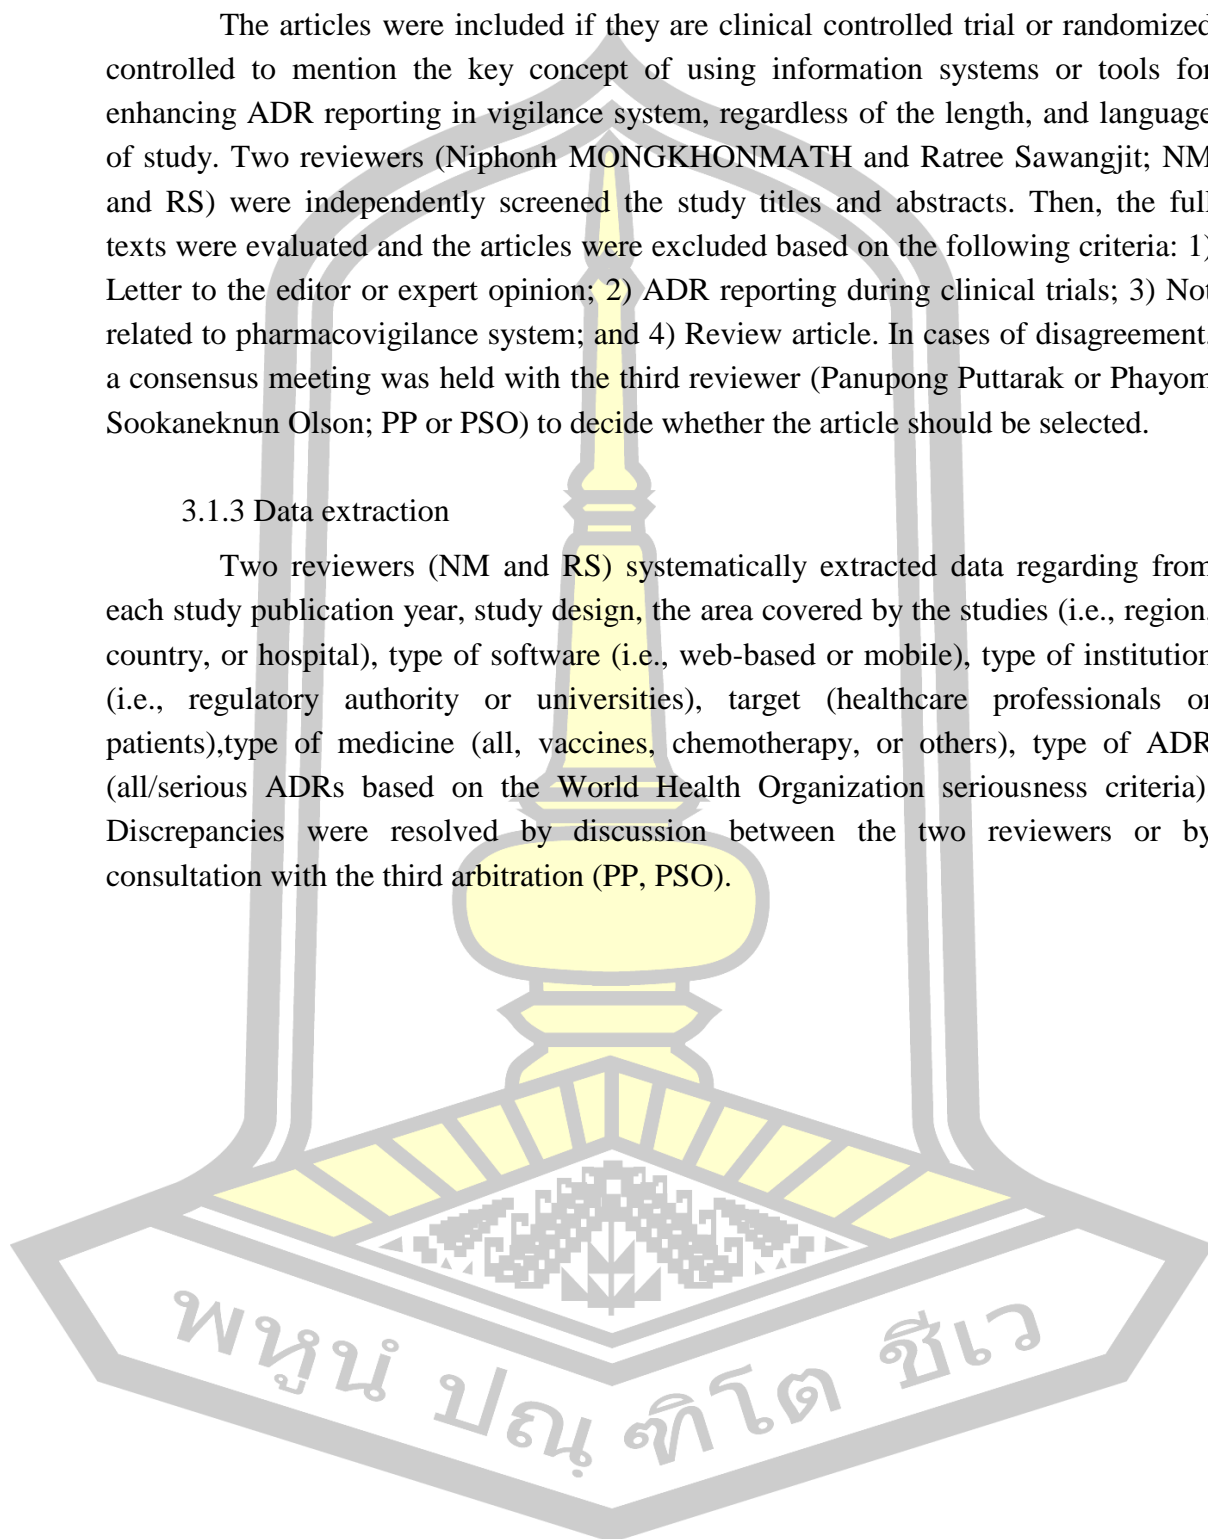 The articles were included if they are clinical controlled trial or randomized
controlled to mention the key concept of using information systems or tools for
enhancing ADR reporting in vigilance system, regardless of the length, and language
of study. Two reviewers (Niphonh MONGKHONMATH and Ratree Sawangjit; NM
and RS) were independently screened the study titles and abstracts. Then, the full
texts were evaluated and the articles were excluded based on the following criteria: 1)
Letter to the editor or expert opinion; 2) ADR reporting during clinical trials; 3) Not
related to pharmacovigilance system; and 4) Review article. In cases of disagreement,
a consensus meeting was held with the third reviewer (Panupong Puttarak or Phayom
Sookaneknun Olson; PP or PSO) to decide whether the article should be selected.
3.1.3 Data extraction
Two reviewers (NM and RS) systematically extracted data regarding from
each study publication year, study design, the area covered by the studies (i.e., region,
country, or hospital), type of software (i.e., web-based or mobile), type of institution
(i.e., regulatory authority or universities), target (healthcare professionals or
patients),type of medicine (all, vaccines, chemotherapy, or others), type of ADR
(all/serious ADRs based on the World Health Organization seriousness criteria)
Discrepancies were resolved by discussion between the two reviewers or by
consultation with the third arbitration (PP, PSO).
พหูนํ ปณฺฑิโต ชีเว